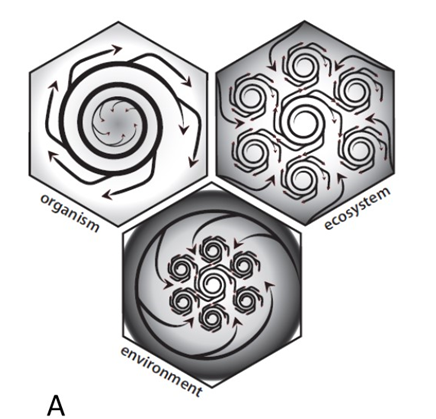 organism
ecosystem
environment
A